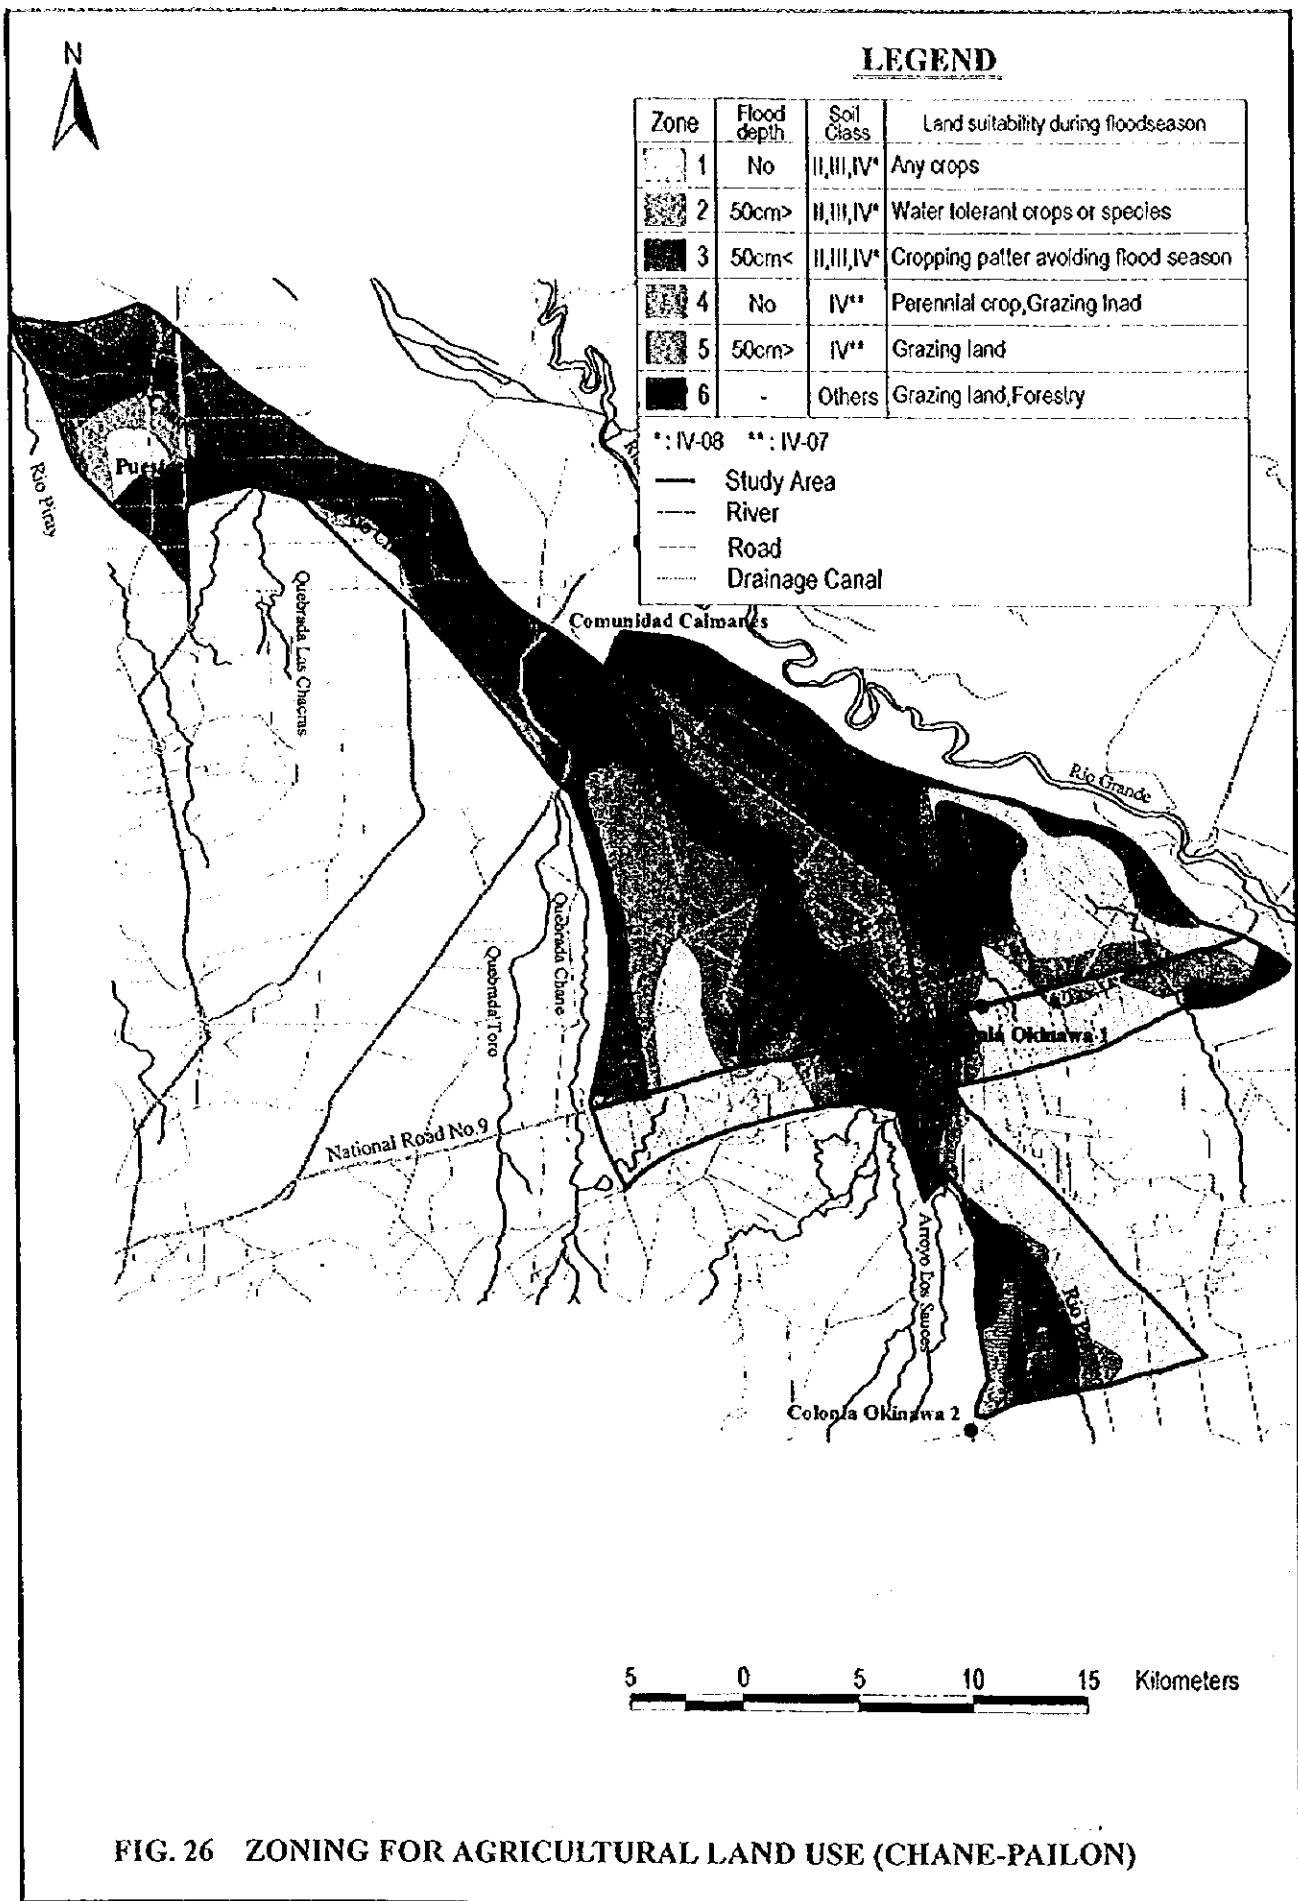 N
LEGEND
Zone Flood depth Soil Class Land suitability during floodseason
1 No II,III,IV* Any crops
2 50cm> II,III,IV* Water tolerant crops or species
3 50cm< II,III,IV* Cropping patter avoiding flood season
4 No IV** Perennial crop,Grazing lnad
5 50cm> IV** Grazing land
6 - Others Grazing land,Forestry
*: IV-08 **: IV-07
Study Area
River
Road
Drainage Canal
Rio Piray
Quebrada Las Chacras
Comunidad Caimanes
Rio Grande
Quebrada Chane
Quebrada Toro
Okinawa 1
National Road No.9
Arroyo Los Sauces
Rio
Colonia Okinawa 2
5 0 5 10 15 Kilometers
FIG. 26 ZONING FOR AGRICULTURAL LAND USE (CHANE-PAILON)